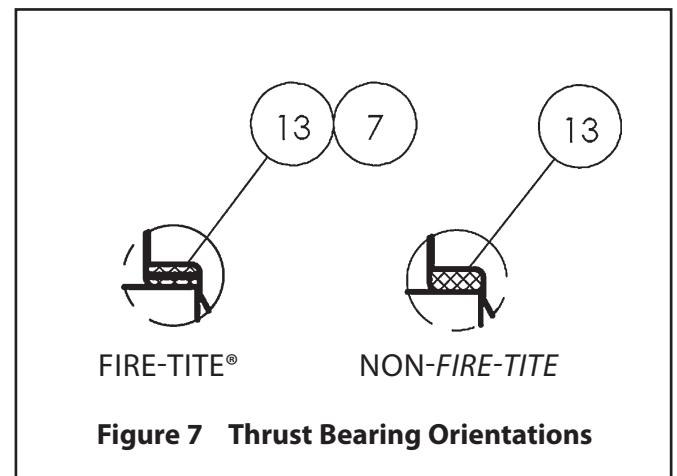 13 7 13
FIRE-TITE® NON-FIRE-TITE
Figure 7 Thrust Bearing Orientations